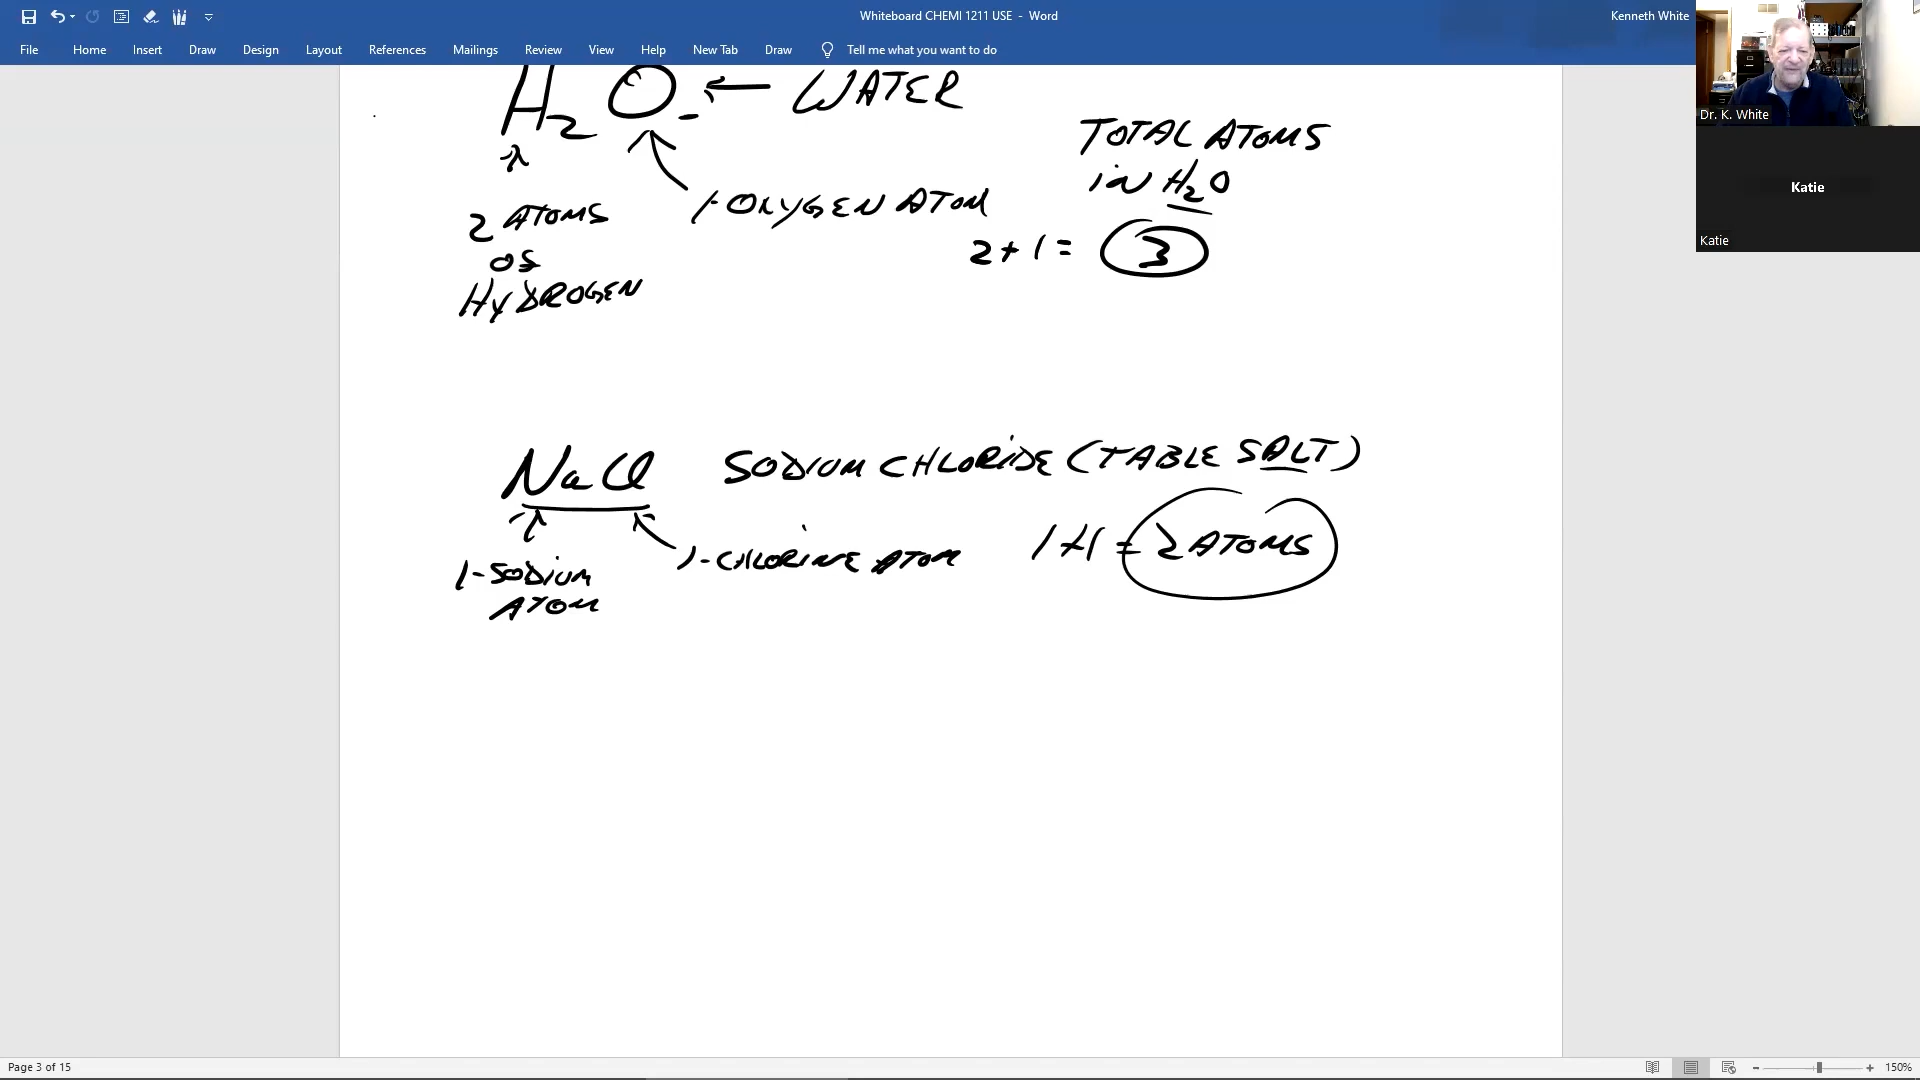 Whiteboard CHEMI 1211 USE - Word
Kenneth White
File Home Insert Draw Design Layout References Mailings Review View Help New Tab Draw Tell me what you want to do
Dr. K. White
Katie
Katie
H2O ← WATER
2 ATOMS
OF
HYDROGEN
1-OXYGEN ATOM
TOTAL ATOMS
IN H2O
2+1= 3
NaCl SODIUM CHLORIDE (TABLE SALT)
1-SODIUM
ATOM
1-CHLORINE ATOM
1+1 = 2 ATOMS
Page 3 of 15
150%